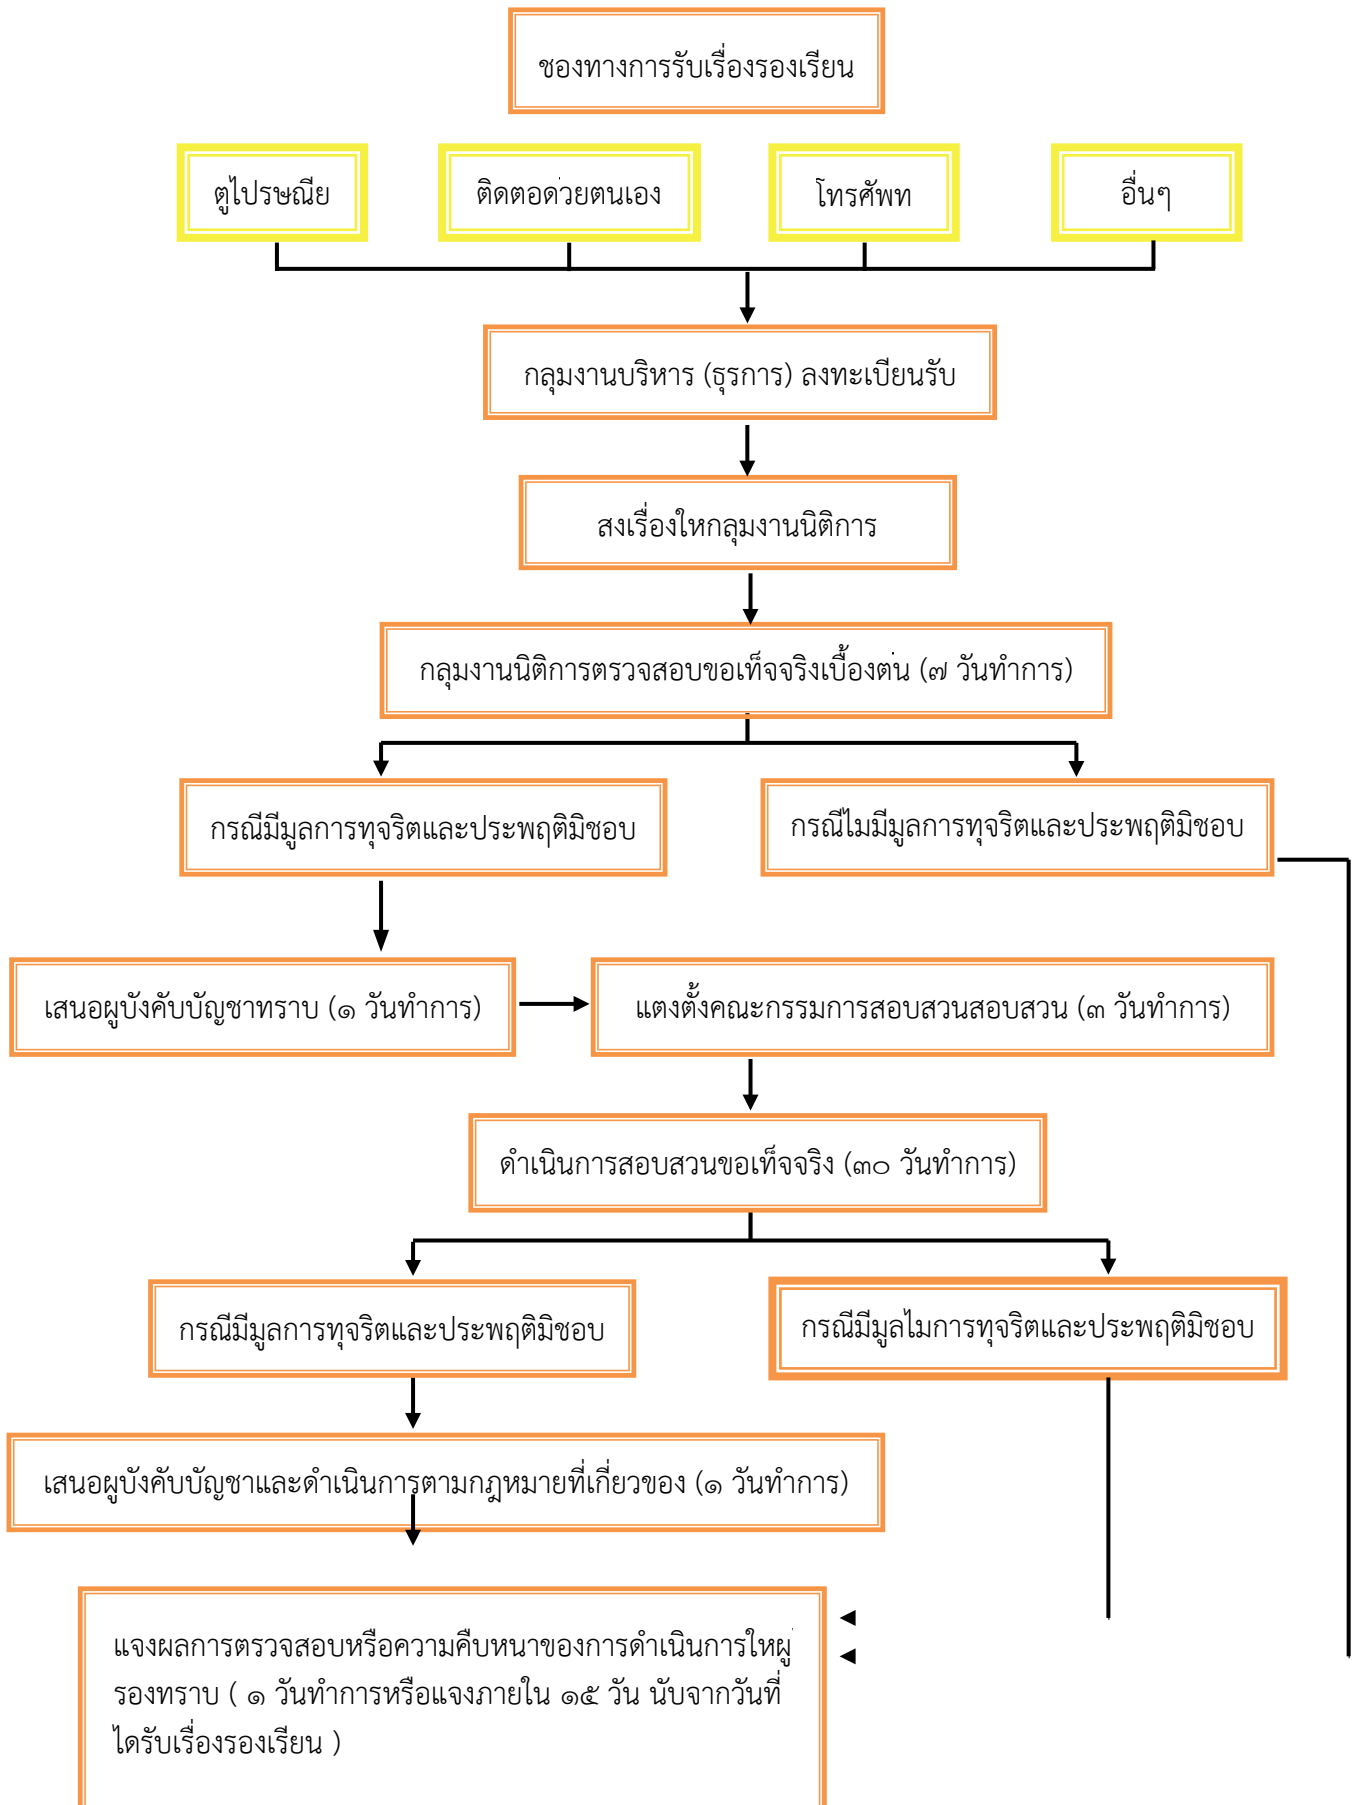 ชองทางการรับเรื่องรองเรียน
ตูไปรษณีย
ติดตอด่วยตนเอง
โทรศัพท
อื่นๆ
กลุมงานบริหาร (ธุรการ) ลงทะเบียนรับ
สงเรื่องใหกลุมงานนิติการ
กลุมงานนิติการตรวจสอบขอเท็จจริงเบื้องต่น (๗ วันทำการ)
กรณีมีมูลการทุจริตและประพฤติมิชอบ
กรณีไมมีมูลการทุจริตและประพฤติมิชอบ
เสนอผูบังคับบัญชาทราบ (๑ วันทำการ)
แตงตั้งคณะกรรมการสอบสวนสอบสวน (๓ วันทำการ)
ดำเนินการสอบสวนขอเท็จจริง (๓๐ วันทำการ)
กรณีมีมูลการทุจริตและประพฤติมิชอบ
กรณีมีมูลไมการทุจริตและประพฤติมิชอบ
เสนอผูบังคับบัญชาและดำเนินการตามกฎหมายที่เกี่ยวของ (๑ วันทำการ)
แจงผลการตรวจสอบหรือความคืบหนาของการดำเนินการใหผู่
รองทราบ ( ๑ วันทำการหรือแจงภายใน ๑๕ วัน นับจากวันที่
ไดรับเรื่องรองเรียน )